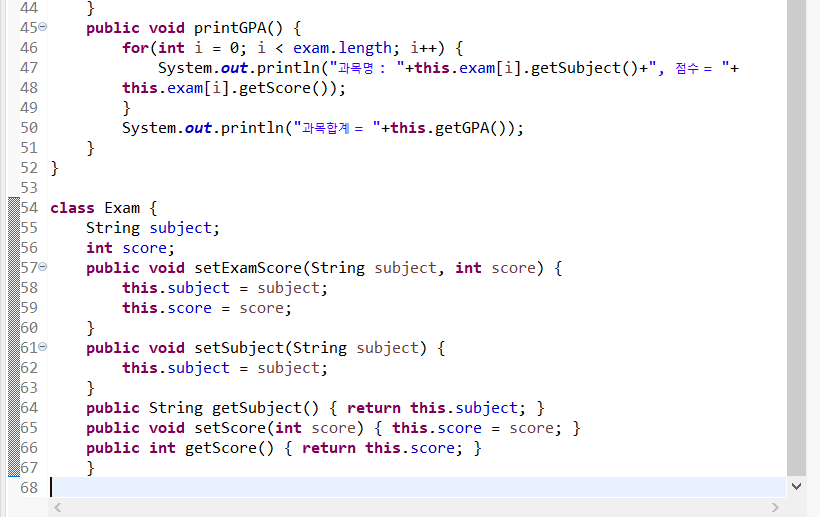 44     }
45     public void printGPA() {
46         for(int i = 0; i < exam.length; i++) {
47             System.out.println("과목명 : "+this.exam[i].getSubject()+", 점수 = "+
48         this.exam[i].getScore());
49         }
50         System.out.println("과목합계 = "+this.getGPA());
51     }
52 }
53
54 class Exam {
55     String subject;
56     int score;
57     public void setExamScore(String subject, int score) {
58         this.subject = subject;
59         this.score = score;
60     }
61     public void setSubject(String subject) {
62         this.subject = subject;
63     }
64     public String getSubject() { return this.subject; }
65     public void setScore(int score) { this.score = score; }
66     public int getScore() { return this.score; }
67     }
68